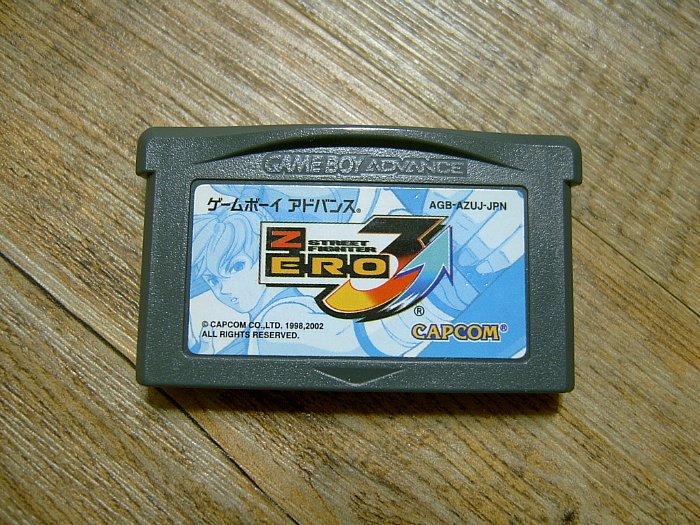 GAME BOY ADVANCE
ゲームボーイ アドバンス®
AGB-AZUJ-JPN
STREET
FIGHTER
ZERO 3®
© CAPCOM CO., LTD. 1998,2002
ALL RIGHTS RESERVED.
CAPCOM®